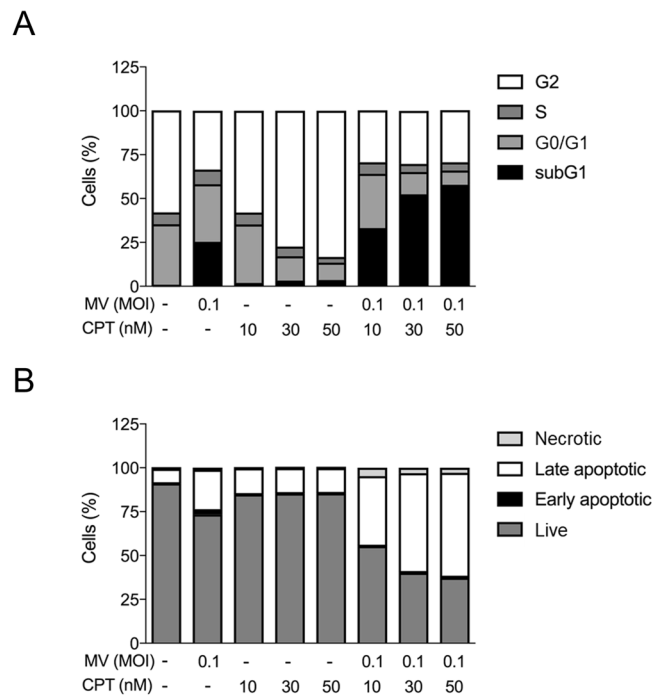 A
125
100
75
50
25
0
Cells (%)
G2
S
G0/G1
subG1
MV (MOI) - 0.1 - - - 0.1 0.1 0.1
CPT (nM) - - 10 30 50 10 30 50
B
125
100
75
50
25
0
Cells (%)
Necrotic
Late apoptotic
Early apoptotic
Live
MV (MOI) - 0.1 - - - 0.1 0.1 0.1
CPT (nM) - - 10 30 50 10 30 50